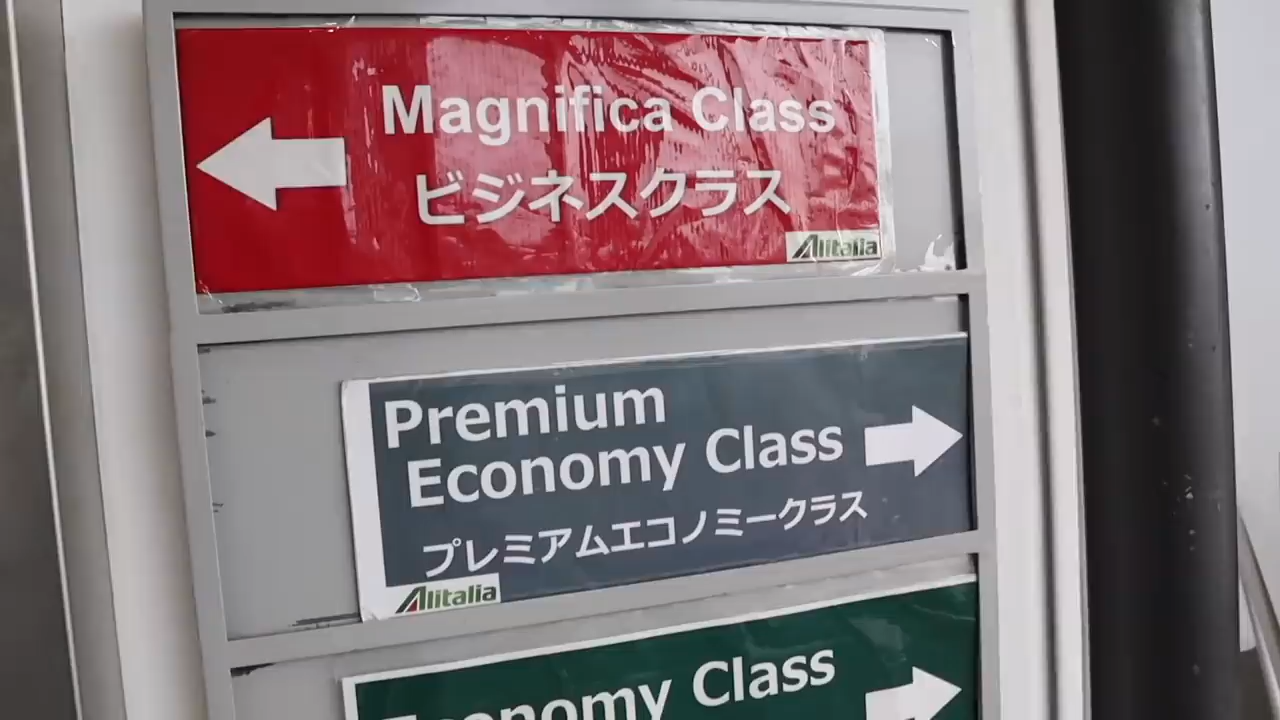 Magnifica Class
ビジネスクラス
Alitalia
Premium
Economy Class
プレミアムエコノミークラス
Alitalia
Economy Class